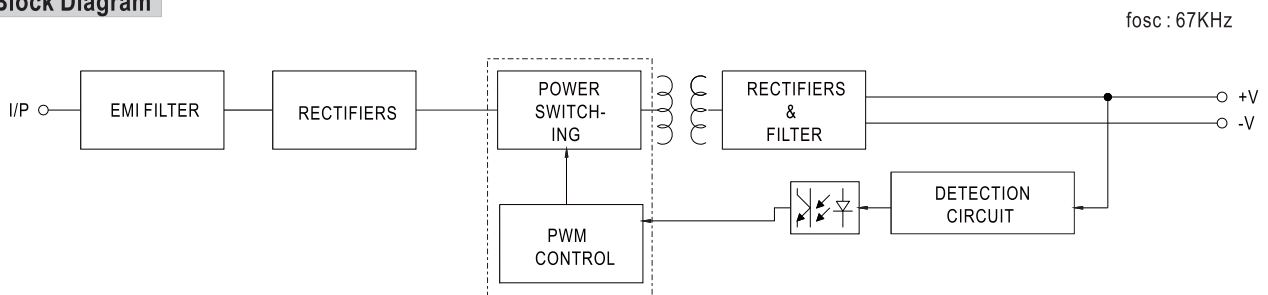 Block Diagram
fosc : 67KHz
I/P
EMI FILTER
RECTIFIERS
POWER
SWITCH-
ING
RECTIFIERS
&
FILTER
+V
-V
DETECTION
CIRCUIT
PWM
CONTROL